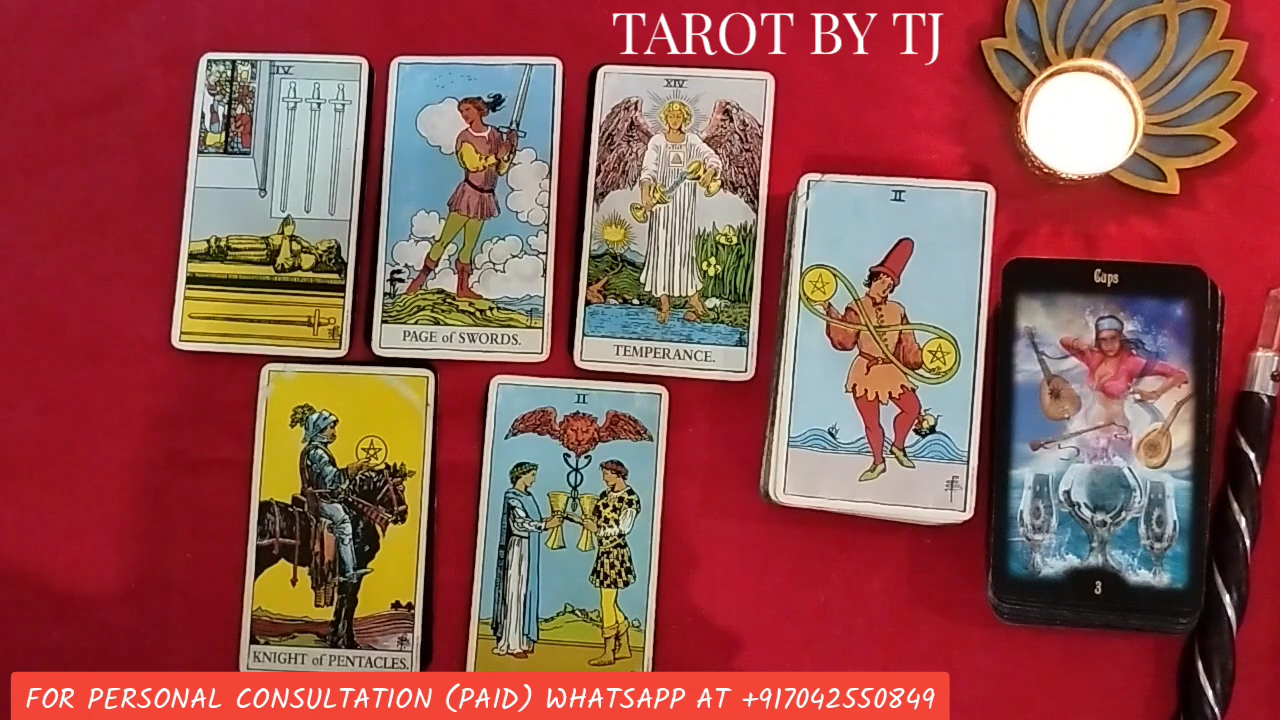 TAROT BY TJ
IV
PAGE of SWORDS.
XIV
TEMPERANCE.
II
Cups
3
KNIGHT of PENTACLES.
II
FOR PERSONAL CONSULTATION (PAID) WHATSAPP AT +917042550849